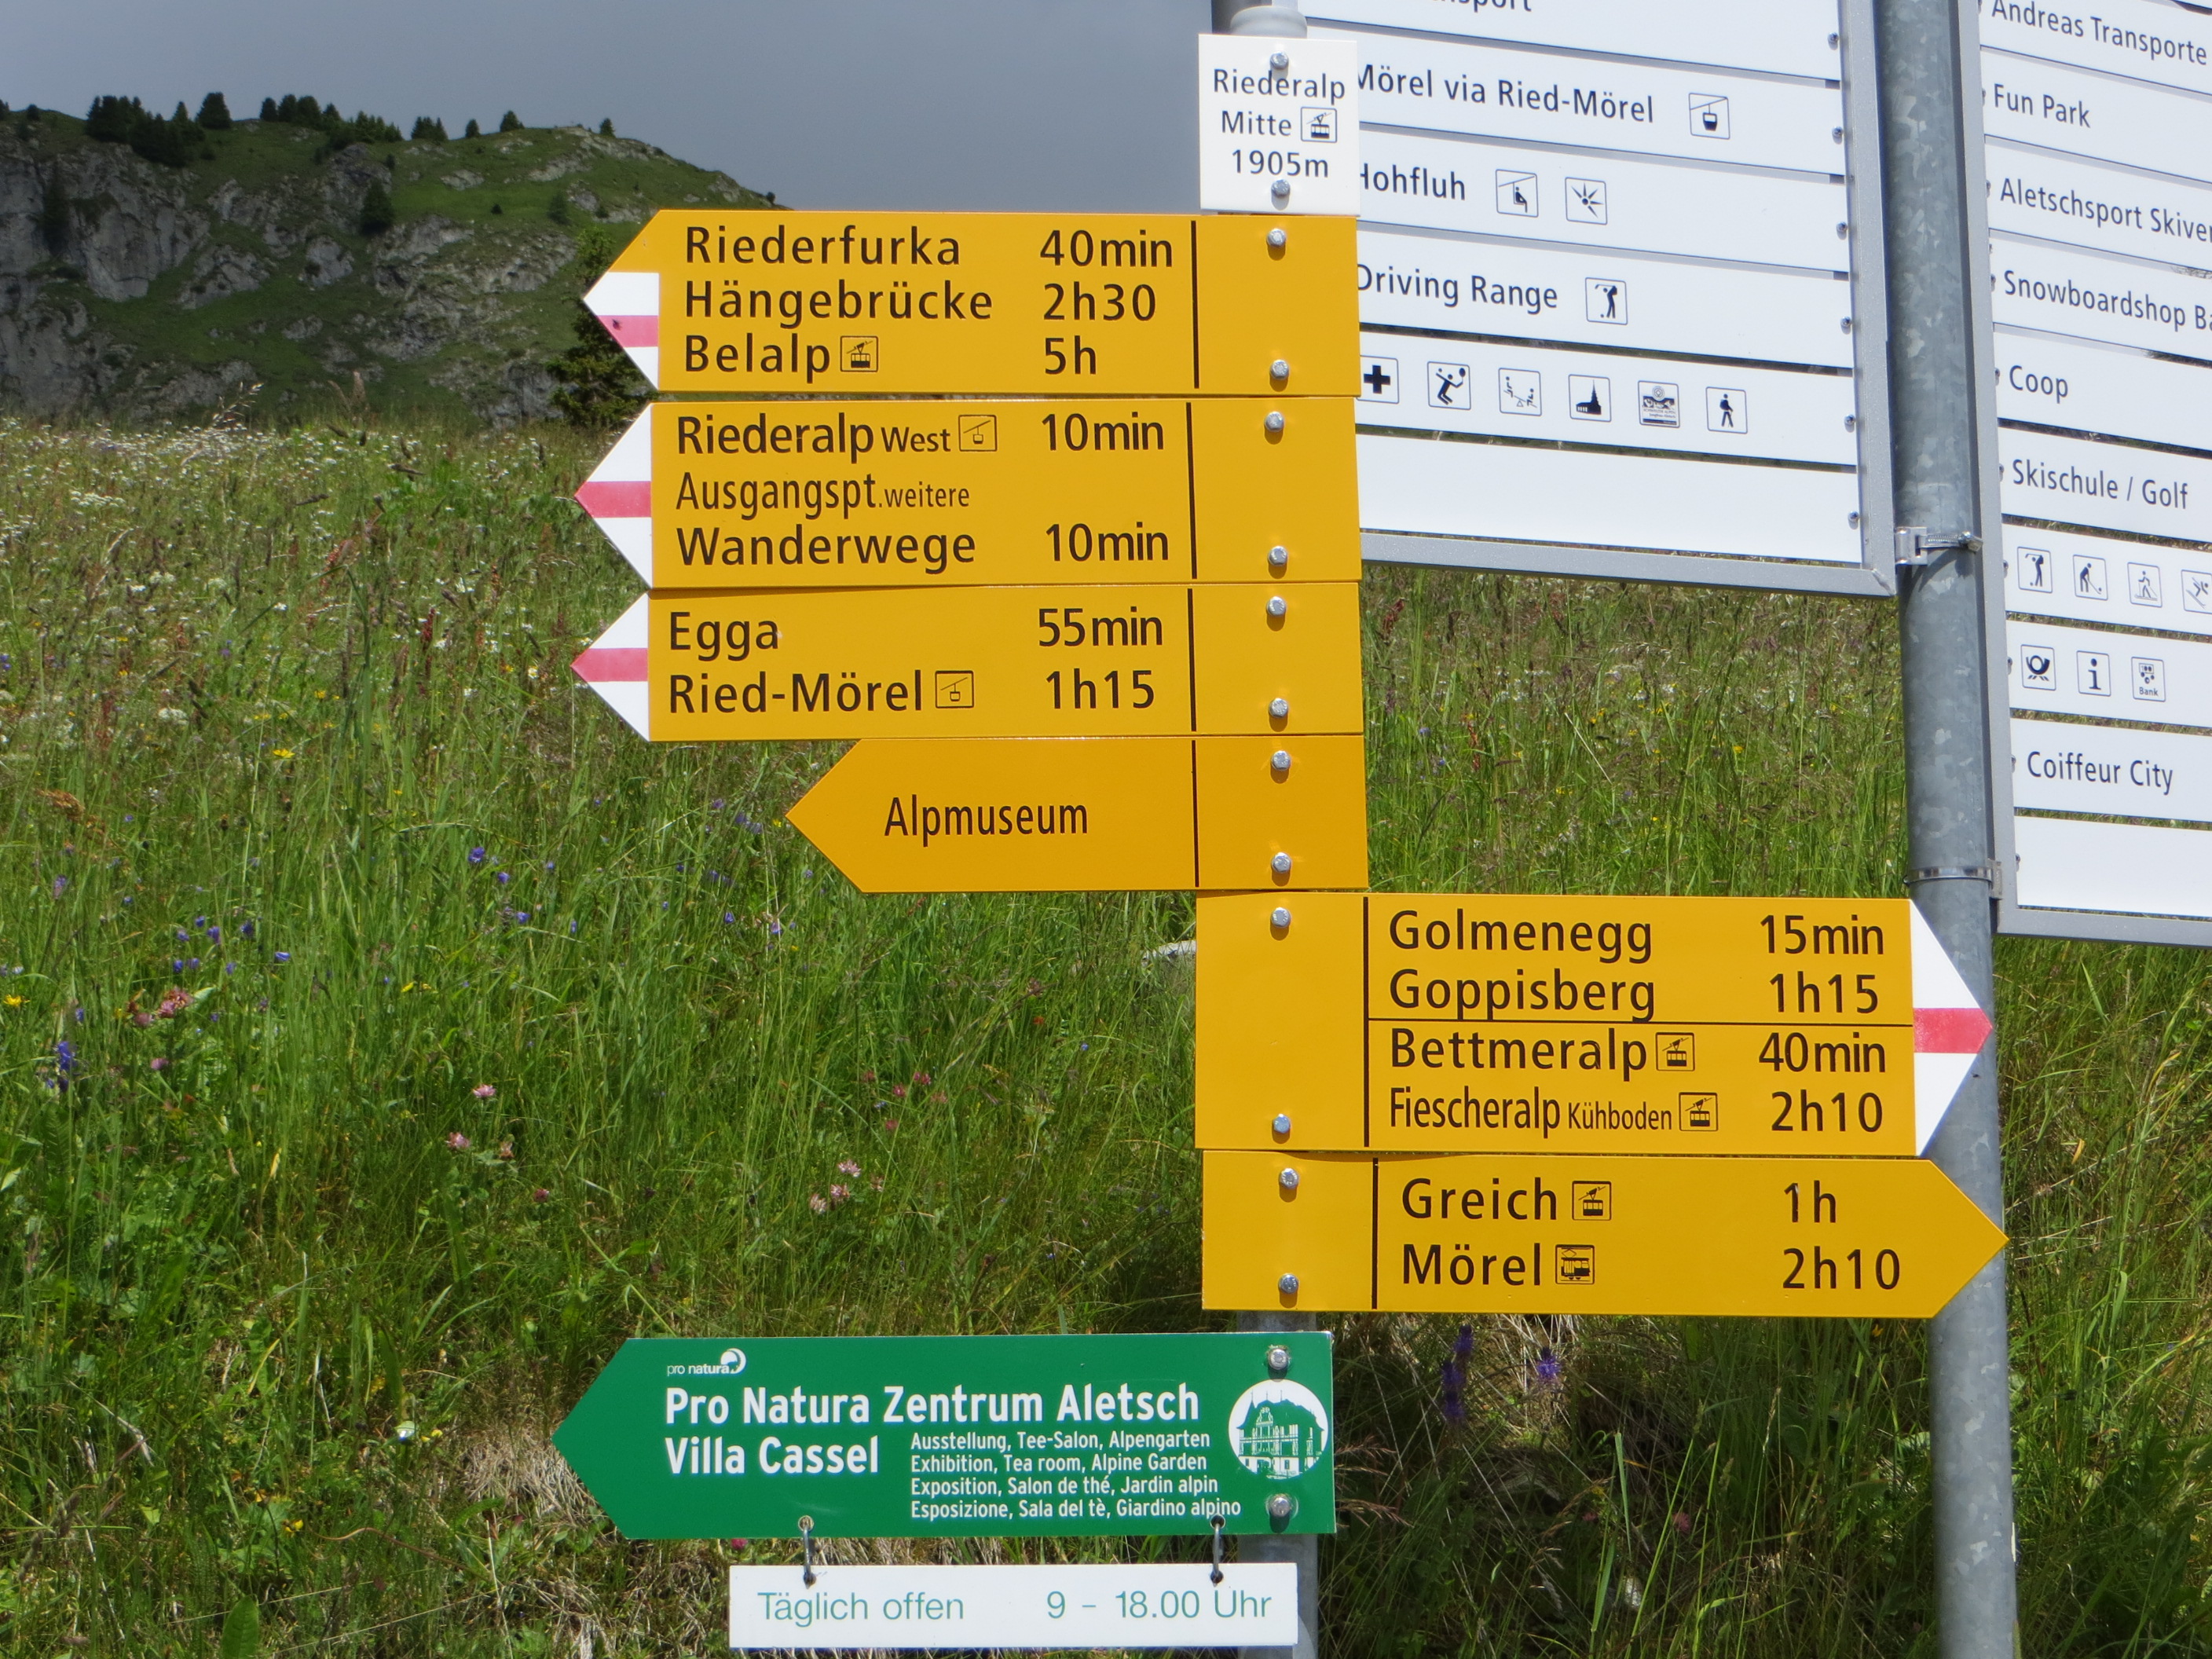 Riederalp
Mitte
1905m
Riederfurka 40min
Hängebrücke 2h30
Belalp 5h
Riederalp West 10min
Ausgangspt.weitere
Wanderwege 10min
Egga 55min
Ried-Mörel 1h15
Alpmuseum
Golmenegg 15min
Goppisberg 1h15
Bettmeralp 40min
Fiescheralp Kühboden 2h10
Greich 1h
Mörel 2h10
pro natura
Pro Natura Zentrum Aletsch
Villa Cassel
Ausstellung, Tee-Salon, Alpengarten
Exhibition, Tea room, Alpine Garden
Exposition, Salon de thé, Jardin alpin
Esposizione, Sala del tè, Giardino alpino
Täglich offen 9 - 18.00 Uhr
Mörel via Ried-Mörel
Hohfluh
Driving Range
Andreas Transporte
Fun Park
Aletschsport
Snowboardshop
Coop
Skischule / Golf
i
Bank
Coiffeur City